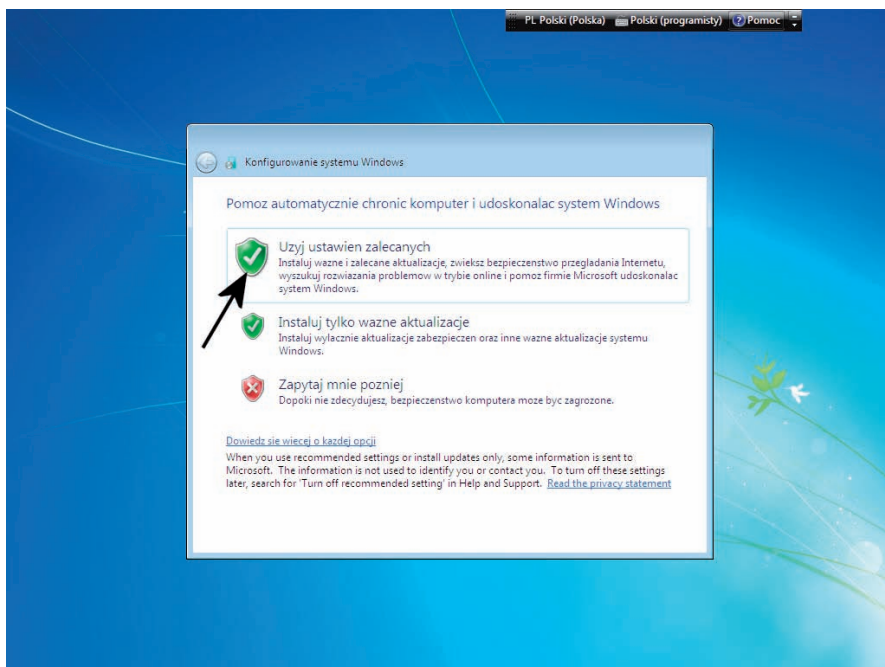 PL Polski (Polska) Polski (programisty) Pomoc
Konfigurowanie systemu Windows
Pomoz automatycznie chronic komputer i udoskonalac system Windows
Uzyj ustawien zalecanych
Instaluj wazne i zalecane aktualizacje, zwieksz bezpieczenstwo przegladania Internetu,
wyszukuj rozwiazania problemow w trybie online i pomoz firmie Microsoft udoskonalac
system Windows.
Instaluj tylko wazne aktualizacje
Instaluj wylacznie aktualizacje zabezpieczen oraz inne wazne aktualizacje systemu
Windows.
Zapytaj mnie pozniej
Dopoki nie zdecydujesz, bezpieczenstwo komputera moze byc zagrozone.
Dowiedz sie wiecej o kazdej opcji
When you use recommended settings or install updates only, some information is sent to
Microsoft. The information is not used to identify you or contact you. To turn off these settings
later, search for 'Turn off recommended setting' in Help and Support. Read the privacy statement